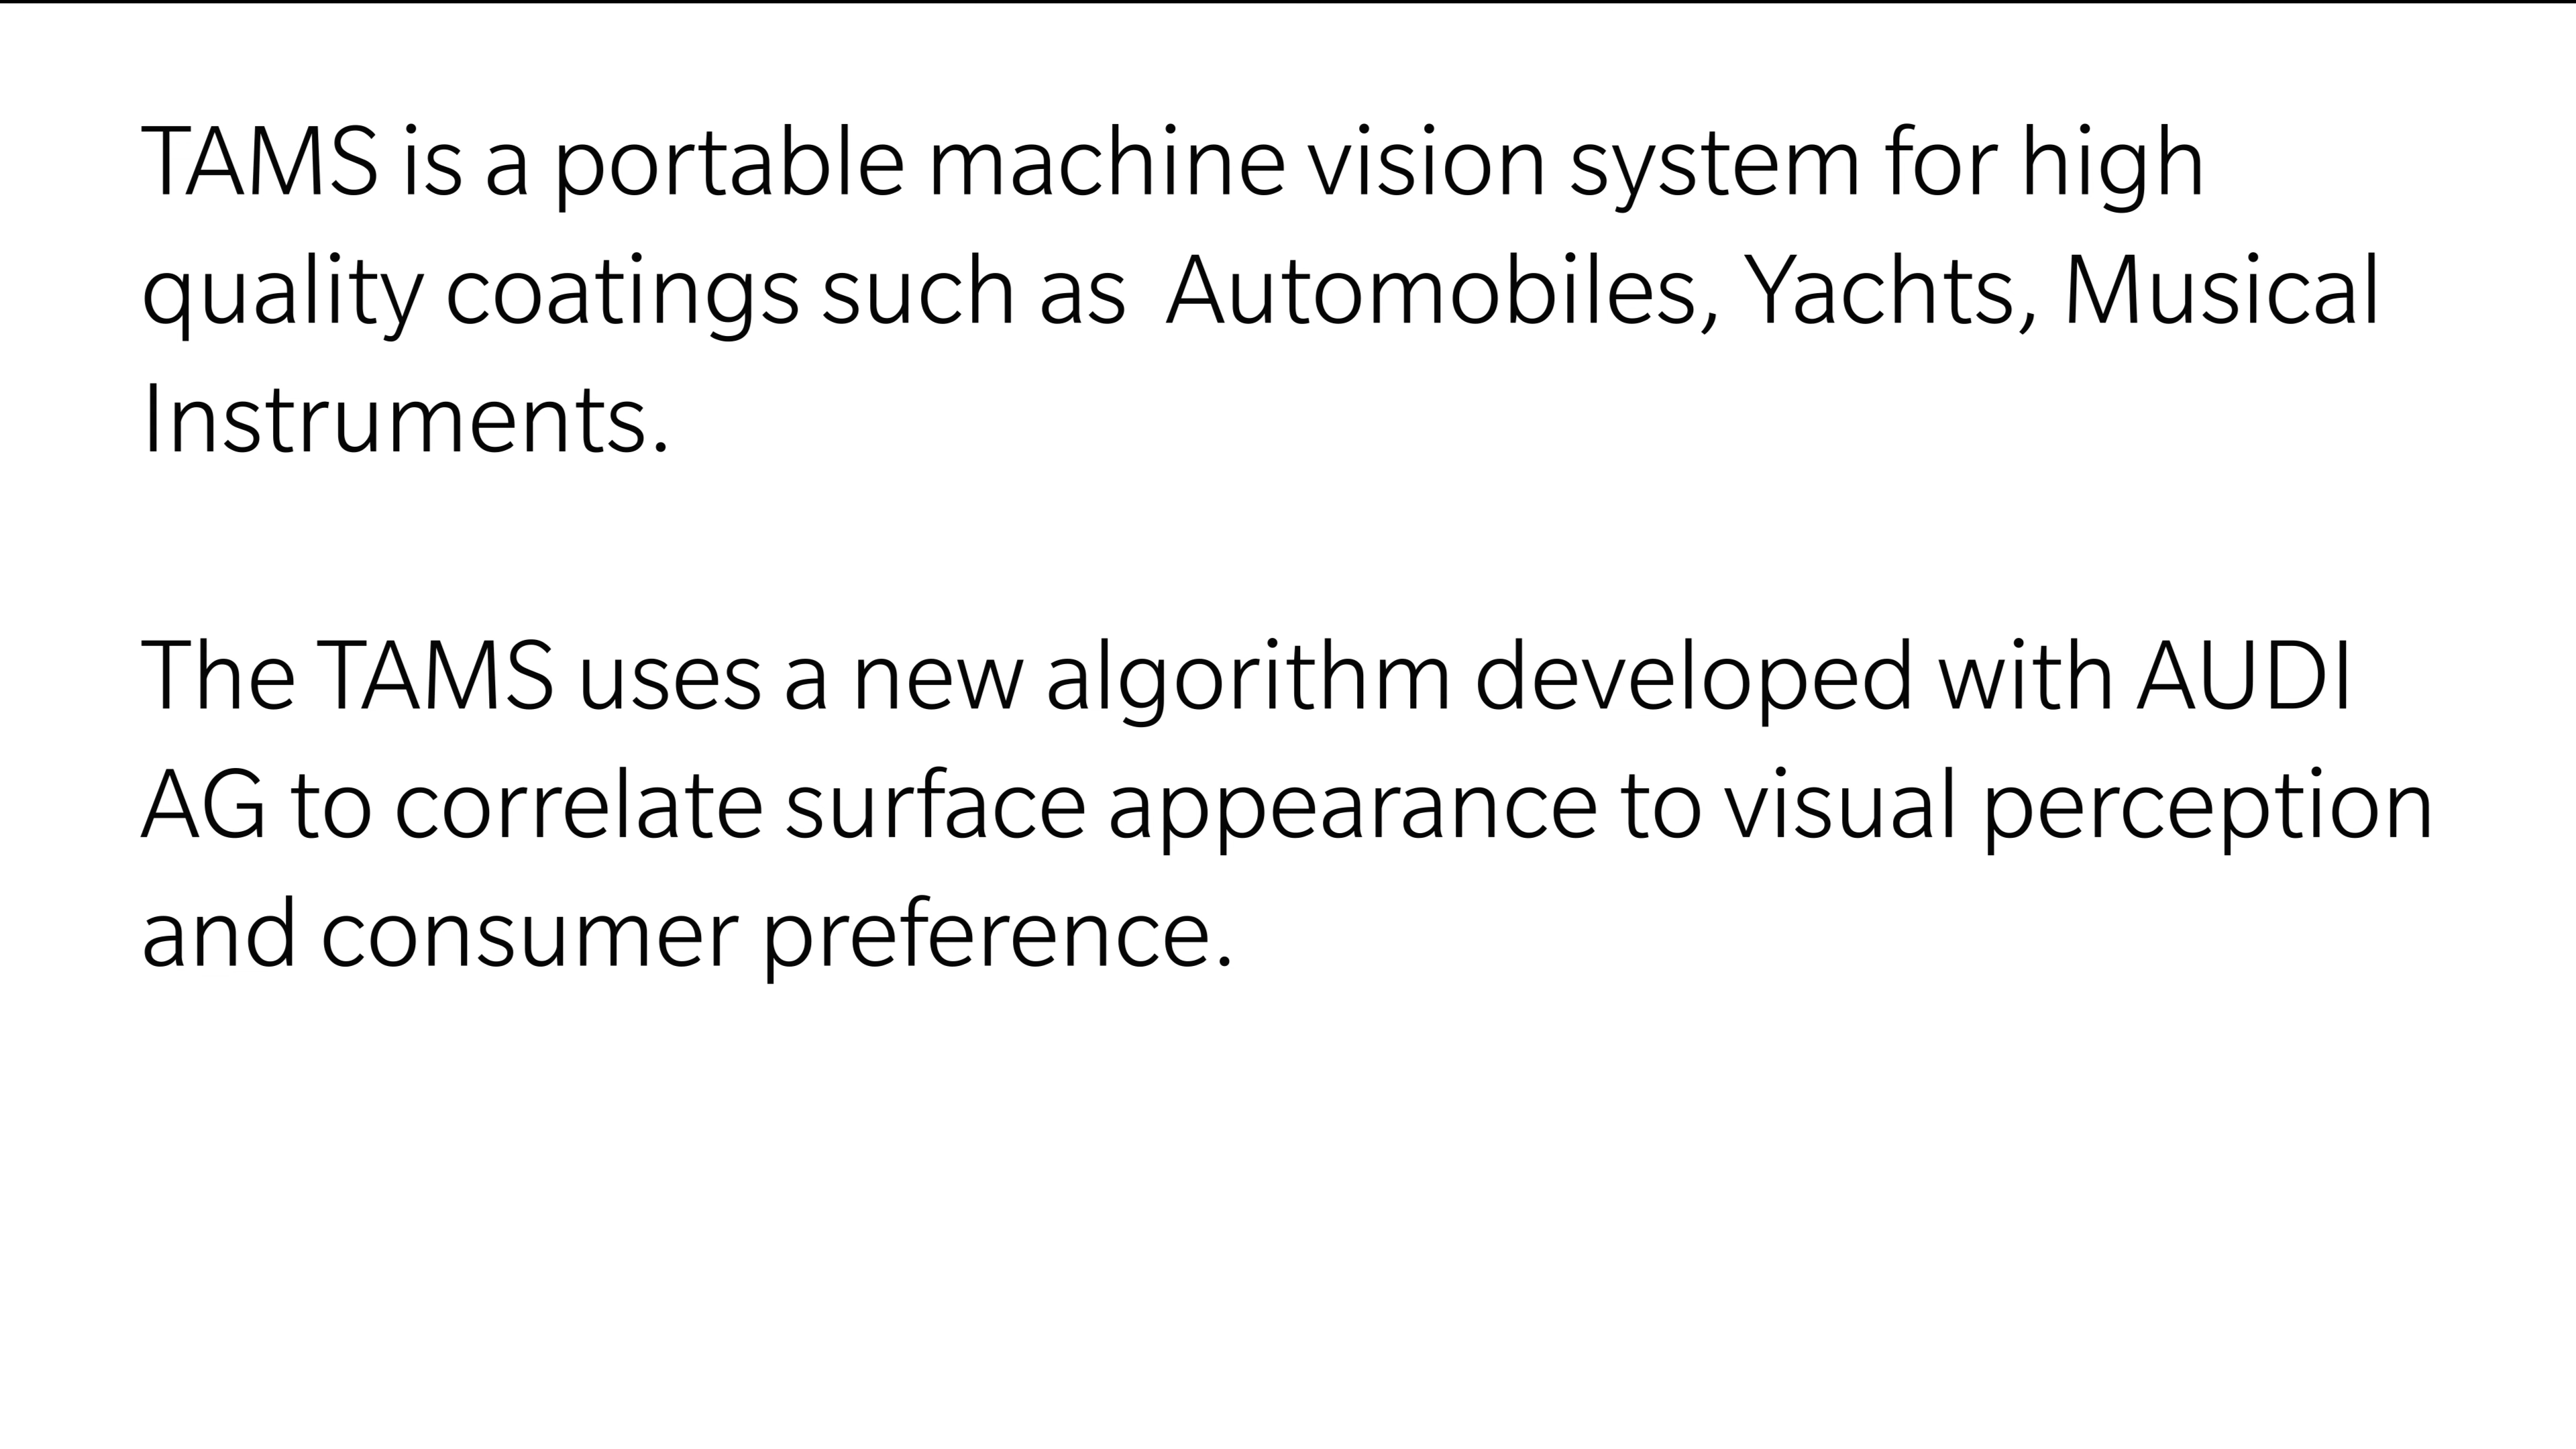 TAMS is a portable machine vision system for high
quality coatings such as  Automobiles, Yachts, Musical
Instruments.
The TAMS uses a new algorithm developed with AUDI
AG to correlate surface appearance to visual perception
and consumer preference.